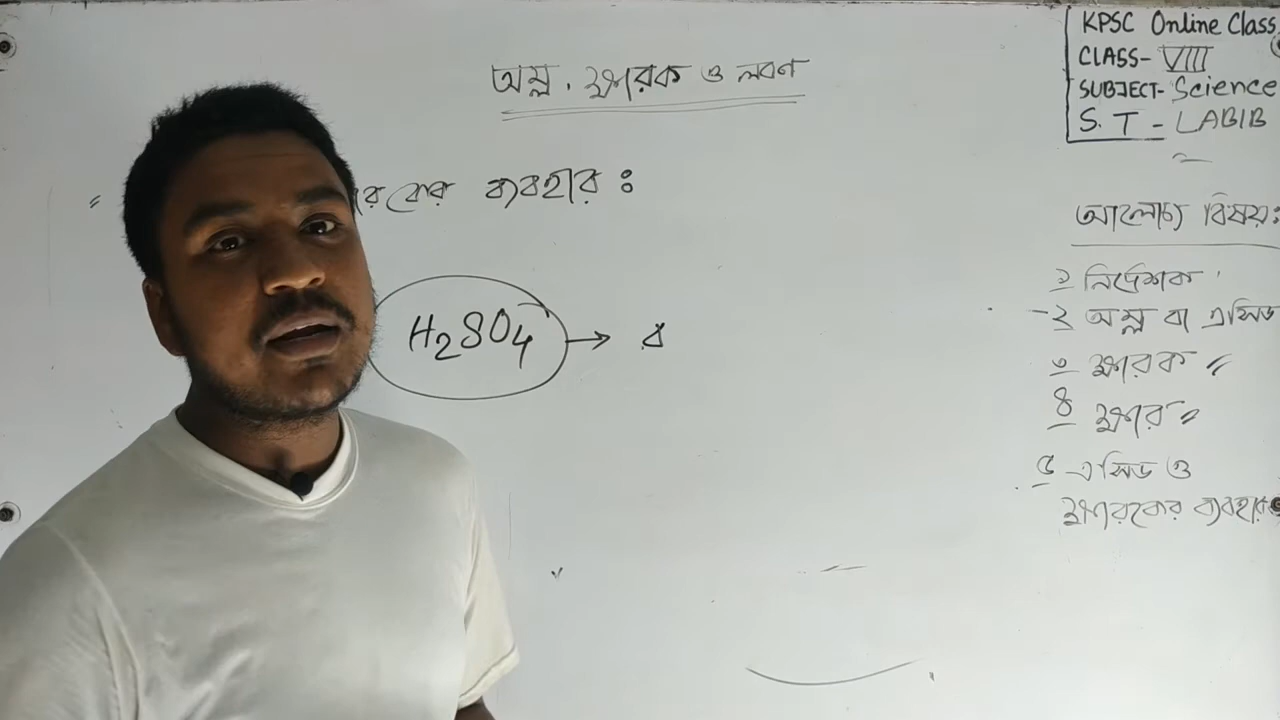 অম্ল, ক্ষারক ও লবণ
ব্যবহার ঃ
H₂SO₄ →
KPSC Online Class
CLASS- VIII
SUBJECT- Science
S. T - LABIB
আলোচ্য বিষয় ঃ
১ নির্দেশক
২ অম্ল বা এসিড
৩ ক্ষারক "
৪ ক্ষার "
৫ এসিড ও
ক্ষারকের ব্যবহার